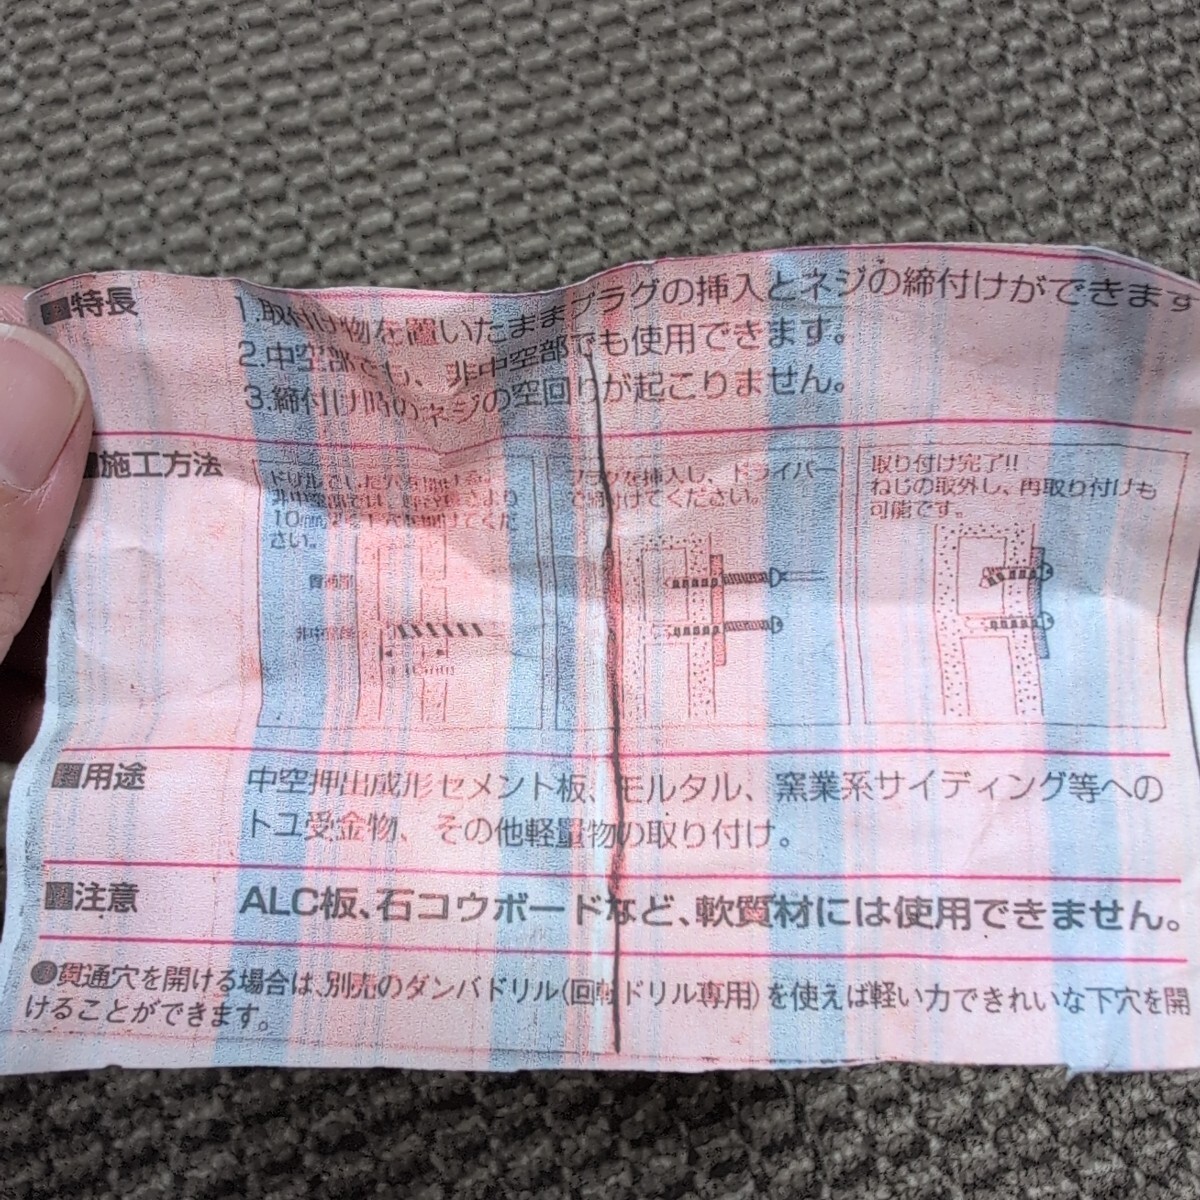 ■特長
1.取付け物を置いたままプラグの挿入とネジの締付けができます
2.中空部でも、非中空部でも使用できます。
3.締付け時のネジの空回りが起こりません。
施工方法
10
けてくだ
さい。
プラグを挿入し、ドライバー
で締付けてください。
取り付け完了!!
ねじの取外し、再取り付けも
可能です。
■用途
中空押出成形セメント板、モルタル、窯業系サイディング等への
トユ受金物、その他軽量物の取り付け。
■注意
ALC板、石コウボードなど、軟質材には使用できません。
●貫通穴を開ける場合は、別売のダンバドリル(回転ドリル専用)を使えば軽い力できれいな下穴を開
けることができます。